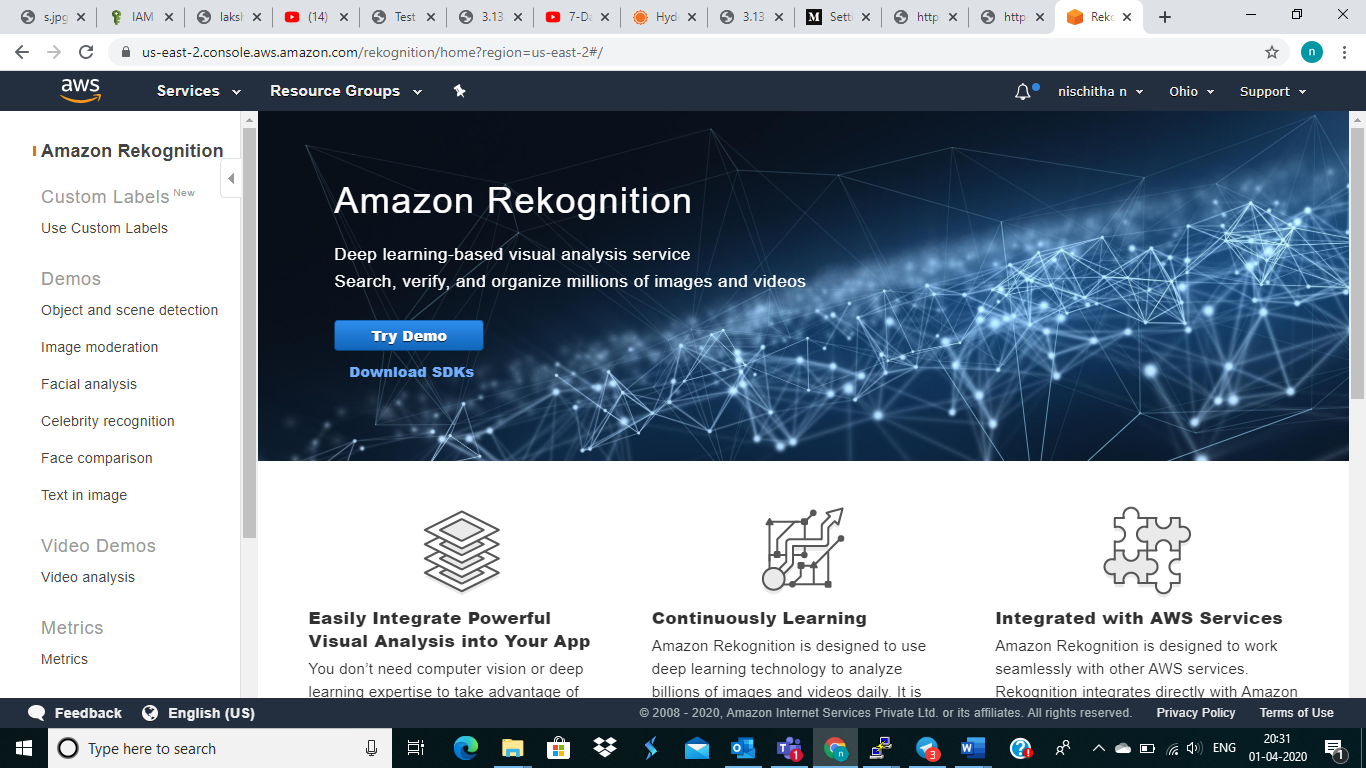 s.jpg
IAM
laksh
(14)
Test
3.13
7-Da
Hyde
3.13
Setti
http
http
Reko
us-east-2.console.aws.amazon.com/rekognition/home?region=us-east-2#/
n
aws
Services
Resource Groups
nischitha n
Ohio
Support
Amazon Rekognition
Custom Labels New
Use Custom Labels
Demos
Object and scene detection
Image moderation
Facial analysis
Celebrity recognition
Face comparison
Text in image
Video Demos
Video analysis
Metrics
Metrics
Amazon Rekognition
Deep learning-based visual analysis service
Search, verify, and organize millions of images and videos
Try Demo
Download SDKs
Easily Integrate Powerful
Visual Analysis into Your App
You don’t need computer vision or deep
learning expertise to take advantage of
Continuously Learning
Amazon Rekognition is designed to use
deep learning technology to analyze
billions of images and videos daily. It is
Integrated with AWS Services
Amazon Rekognition is designed to work
seamlessly with other AWS services.
Rekognition integrates directly with Amazon
Feedback
English (US)
© 2008 - 2020, Amazon Internet Services Private Ltd. or its affiliates. All rights reserved.
Privacy Policy
Terms of Use
Type here to search
1
n
3
ENG
20:31
01-04-2020
1